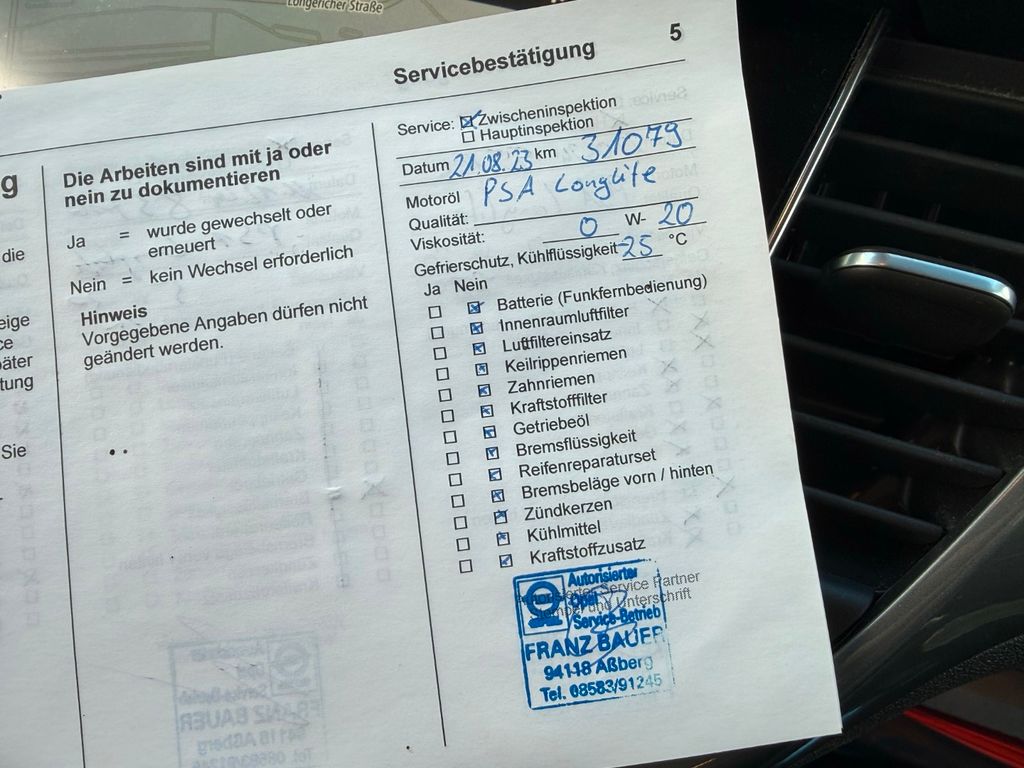 Longericher Straße
Servicebestätigung 5
g
die
eige
ce
päter
tung
Sie
Die Arbeiten sind mit ja oder
nein zu dokumentieren
Ja = wurde gewechselt oder
erneuert
Nein = kein Wechsel erforderlich
Hinweis
Vorgegebene Angaben dürfen nicht
geändert werden.
Service: Zwischeninspektion
Hauptinspektion
Datum 21.08.23 km 31079
Motoröl
Qualität: PSA Longlife
Viskosität: 0 W- 20
Gefrierschutz, Kühlflüssigkeit -25 °C
Ja Nein
Batterie (Funkfernbedienung)
Innenraumluftfilter
Luftfiltereinsatz
Keilrippenriemen
Zahnriemen
Kraftstofffilter
Getriebeöl
Bremsflüssigkeit
Reifenreparaturset
Bremsbeläge vorn / hinten
Zündkerzen
Kühlmittel
Kraftstoffzusatz
Service Partner
und Unterschrift
Autorisierter
Opel
Service-Betrieb
FRANZ BAUER
94118 Aßberg
Tel. 08583/91245